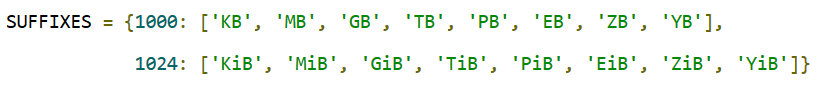 SUFFIXES = {1000: ['KB', 'MB', 'GB', 'TB', 'PB', 'EB', 'ZB', 'YB'],
1024: ['KiB', 'MiB', 'GiB', 'TiB', 'PiB', 'EiB', 'ZiB', 'YiB']}